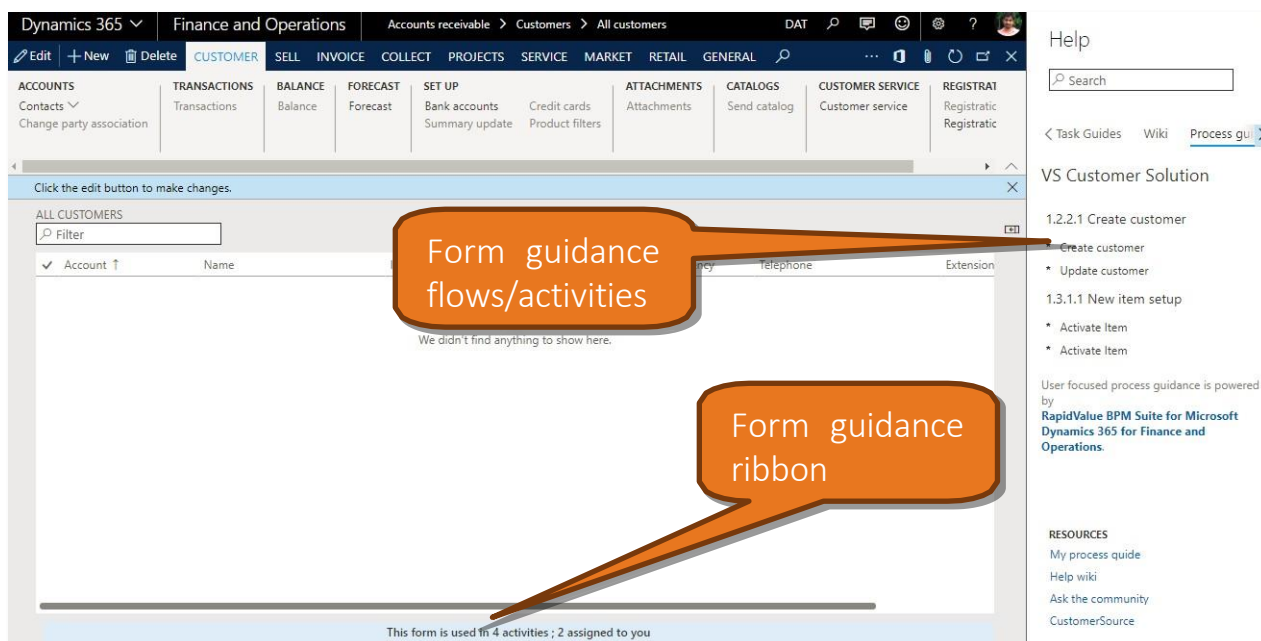 Dynamics 365 Finance and Operations Accounts receivable > Customers > All customers DAT ?
Edit + New Delete CUSTOMER SELL INVOICE COLLECT PROJECTS SERVICE MARKET RETAIL GENERAL ...
ACCOUNTS TRANSACTIONS BALANCE FORECAST SET UP ATTACHMENTS CATALOGS CUSTOMER SERVICE REGISTRAT
Contacts Transactions Balance Forecast Bank accounts Credit cards Attachments Send catalog Customer service Registratic
Change party association Summary update Product filters Registratic
Click the edit button to make changes.
ALL CUSTOMERS
Filter
Account ↑ Name Telephone Extension
We didn't find anything to show here.
This form is used in 4 activities ; 2 assigned to you
Form guidance
flows/activities
Form guidance
ribbon
Help
Search
< Task Guides Wiki Process gui >
VS Customer Solution
1.2.2.1 Create customer
* Create customer
* Update customer
1.3.1.1 New item setup
* Activate Item
* Activate Item
User focused process guidance is powered
by
RapidValue BPM Suite for Microsoft
Dynamics 365 for Finance and
Operations.
RESOURCES
My process guide
Help wiki
Ask the community
CustomerSource